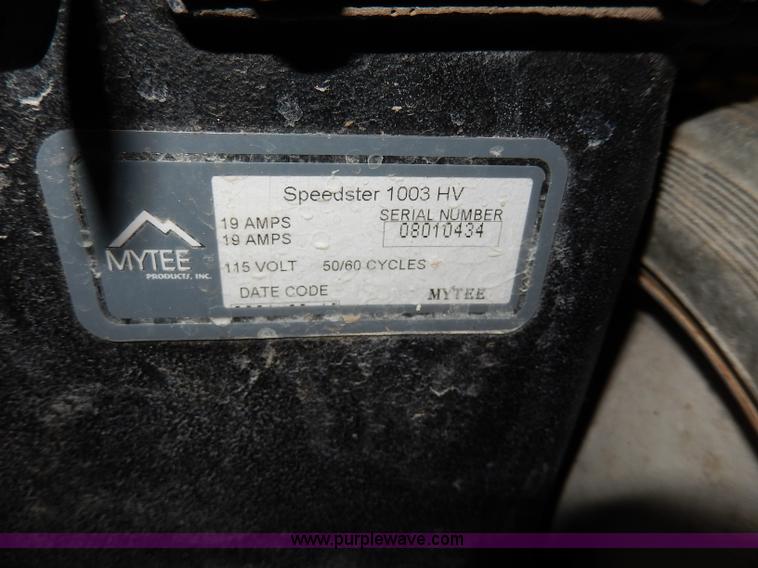 MYTEE
PRODUCTS, INC.
Speedster 1003 HV
19 AMPS
19 AMPS
SERIAL NUMBER
08010434
115 VOLT 50/60 CYCLES
DATE CODE
MYTEE
www.purplewave.com